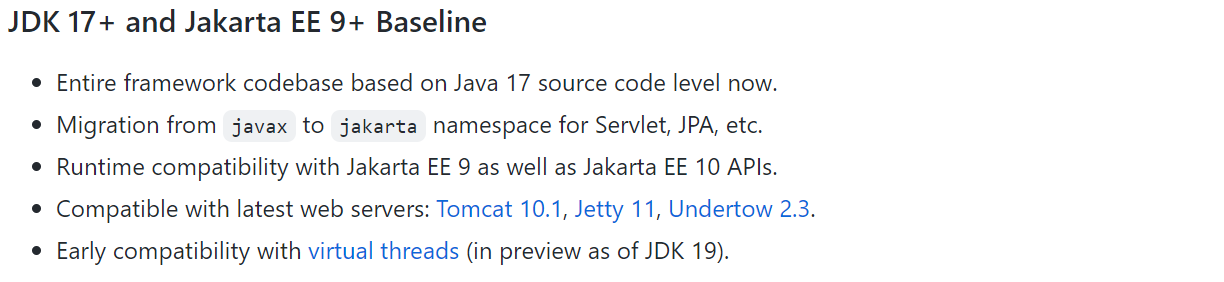 JDK 17+ and Jakarta EE 9+ Baseline
• Entire framework codebase based on Java 17 source code level now.
• Migration from javax to jakarta namespace for Servlet, JPA, etc.
• Runtime compatibility with Jakarta EE 9 as well as Jakarta EE 10 APIs.
• Compatible with latest web servers: Tomcat 10.1, Jetty 11, Undertow 2.3.
• Early compatibility with virtual threads (in preview as of JDK 19).